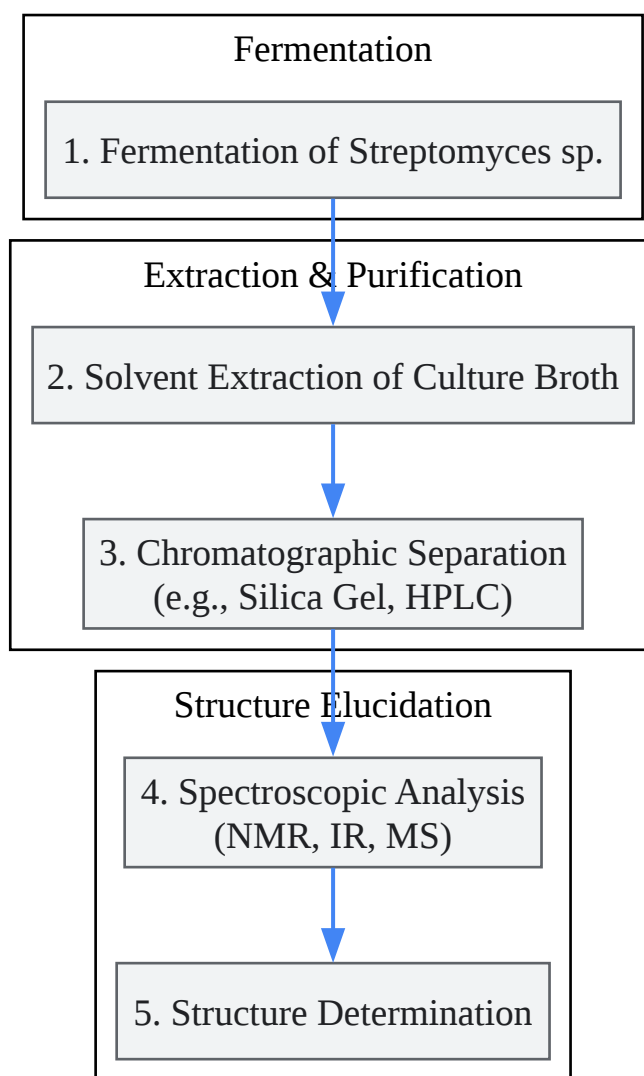 Fermentation
1. Fermentation of Streptomyces sp.
Extraction & Purification
2. Solvent Extraction of Culture Broth
3. Chromatographic Separation
(e.g., Silica Gel, HPLC)
Structure Elucidation
4. Spectroscopic Analysis
(NMR, IR, MS)
5. Structure Determination